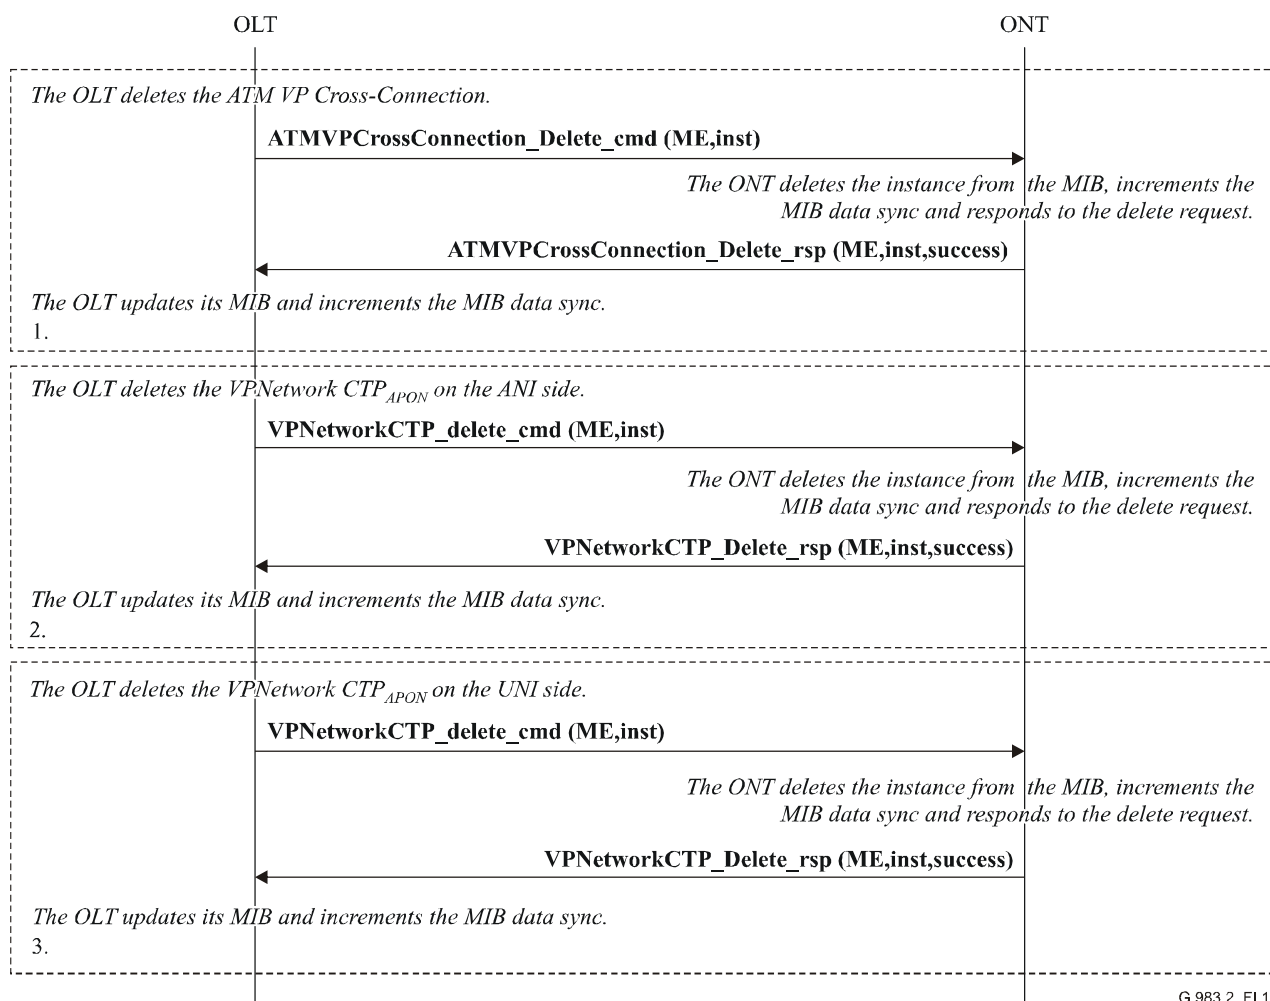 OLT ONT
The OLT deletes the ATM VP Cross-Connection.
ATMVPCrossConnection_Delete_cmd (ME,inst)
The ONT deletes the instance from the MIB, increments the
MIB data sync and responds to the delete request.
ATMVPCrossConnection_Delete_rsp (ME,inst,success)
The OLT updates its MIB and increments the MIB data sync.
1.
The OLT deletes the VPNetwork CTPAPON on the ANI side.
VPNetworkCTP_delete_cmd (ME,inst)
The ONT deletes the instance from the MIB, increments the
MIB data sync and responds to the delete request.
VPNetworkCTP_Delete_rsp (ME,inst,success)
The OLT updates its MIB and increments the MIB data sync.
2.
The OLT deletes the VPNetwork CTPAPON on the UNI side.
VPNetworkCTP_delete_cmd (ME,inst)
The ONT deletes the instance from the MIB, increments the
MIB data sync and responds to the delete request.
VPNetworkCTP_Delete_rsp (ME,inst,success)
The OLT updates its MIB and increments the MIB data sync.
3.